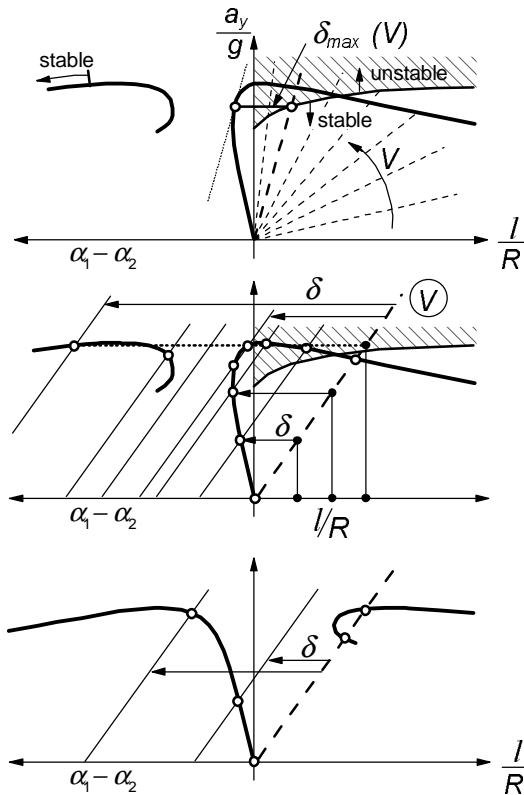 a_y
g
δ_max (V)
stable
unstable
stable
V
α₁ – α₂
l
R
δ
V
δ
α₁ – α₂
l/R
δ
α₁ – α₂
l
R